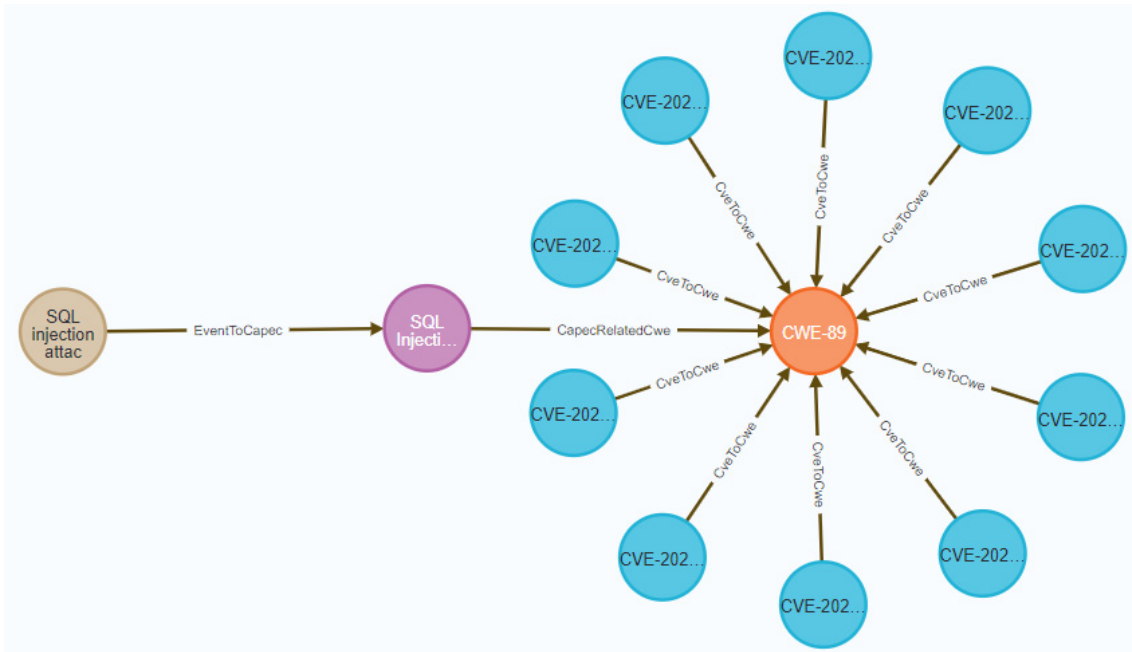 CVE-202...
CVE-202...
CVE-202...
CveToCwe
CveToCwe
CveToCwe
CVE-202...
CVE-202...
CveToCwe
CveToCwe
SQL
injection
attac
EventToCapec
SQL
Injecti...
CapecRelatedCwe
CWE-89
CveToCwe
CveToCwe
CVE-202...
CVE-202...
CveToCwe
CveToCwe
CveToCwe
CVE-202...
CVE-202...
CVE-202...